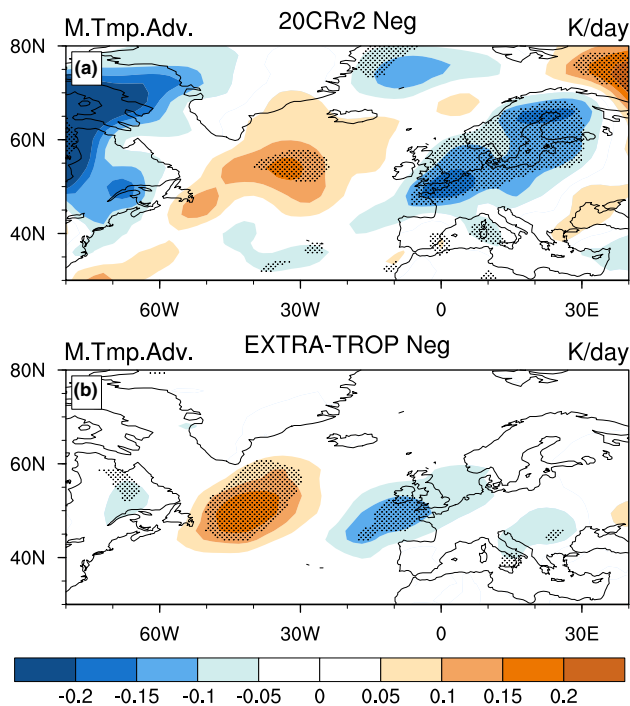 M.Tmp.Adv. 20CRv2 Neg K/day
(a)
80N
60N
40N
60W 30W 0 30E
M.Tmp.Adv. EXTRA-TROP Neg K/day
(b)
80N
60N
40N
60W 30W 0 30E
-0.2 -0.15 -0.1 -0.05 0 0.05 0.1 0.15 0.2